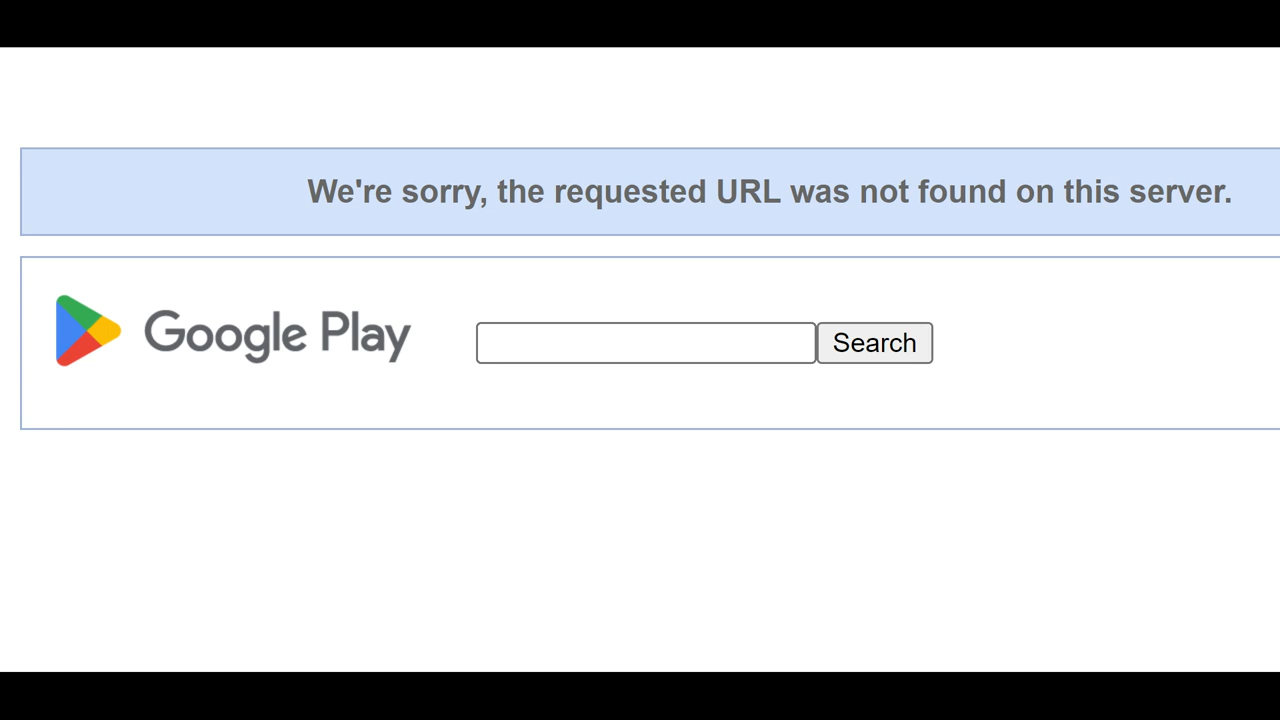 We're sorry, the requested URL was not found on this server.
Google Play
Search